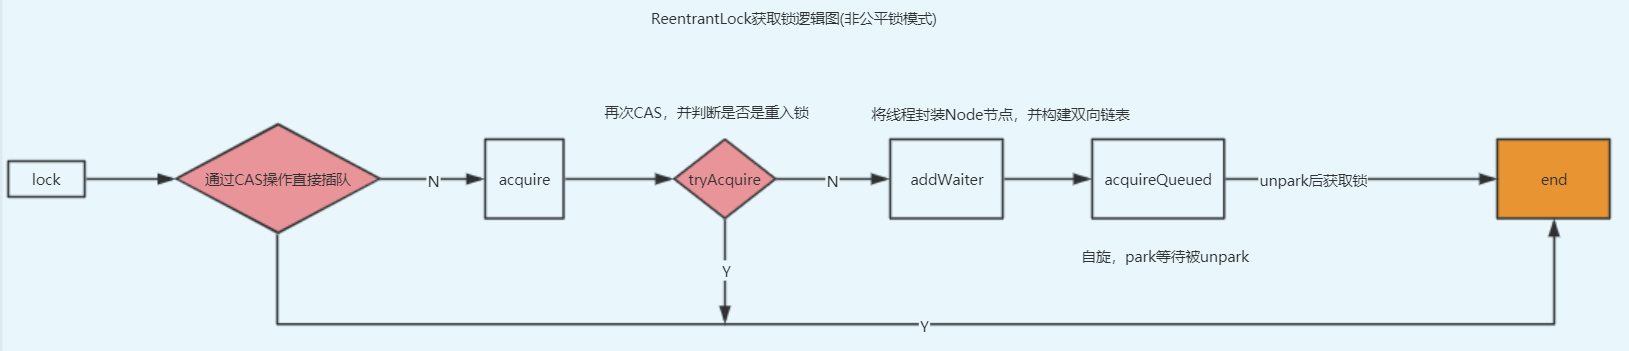 ReentrantLock获取锁逻辑图(非公平锁模式)
再次CAS，并判断是否是重入锁
将线程封装Node节点，并构建双向链表
lock
通过CAS操作直接插队
N
acquire
tryAcquire
N
addWaiter
acquireQueued
unpark后获取锁
end
自旋，park等待被unpark
Y
Y